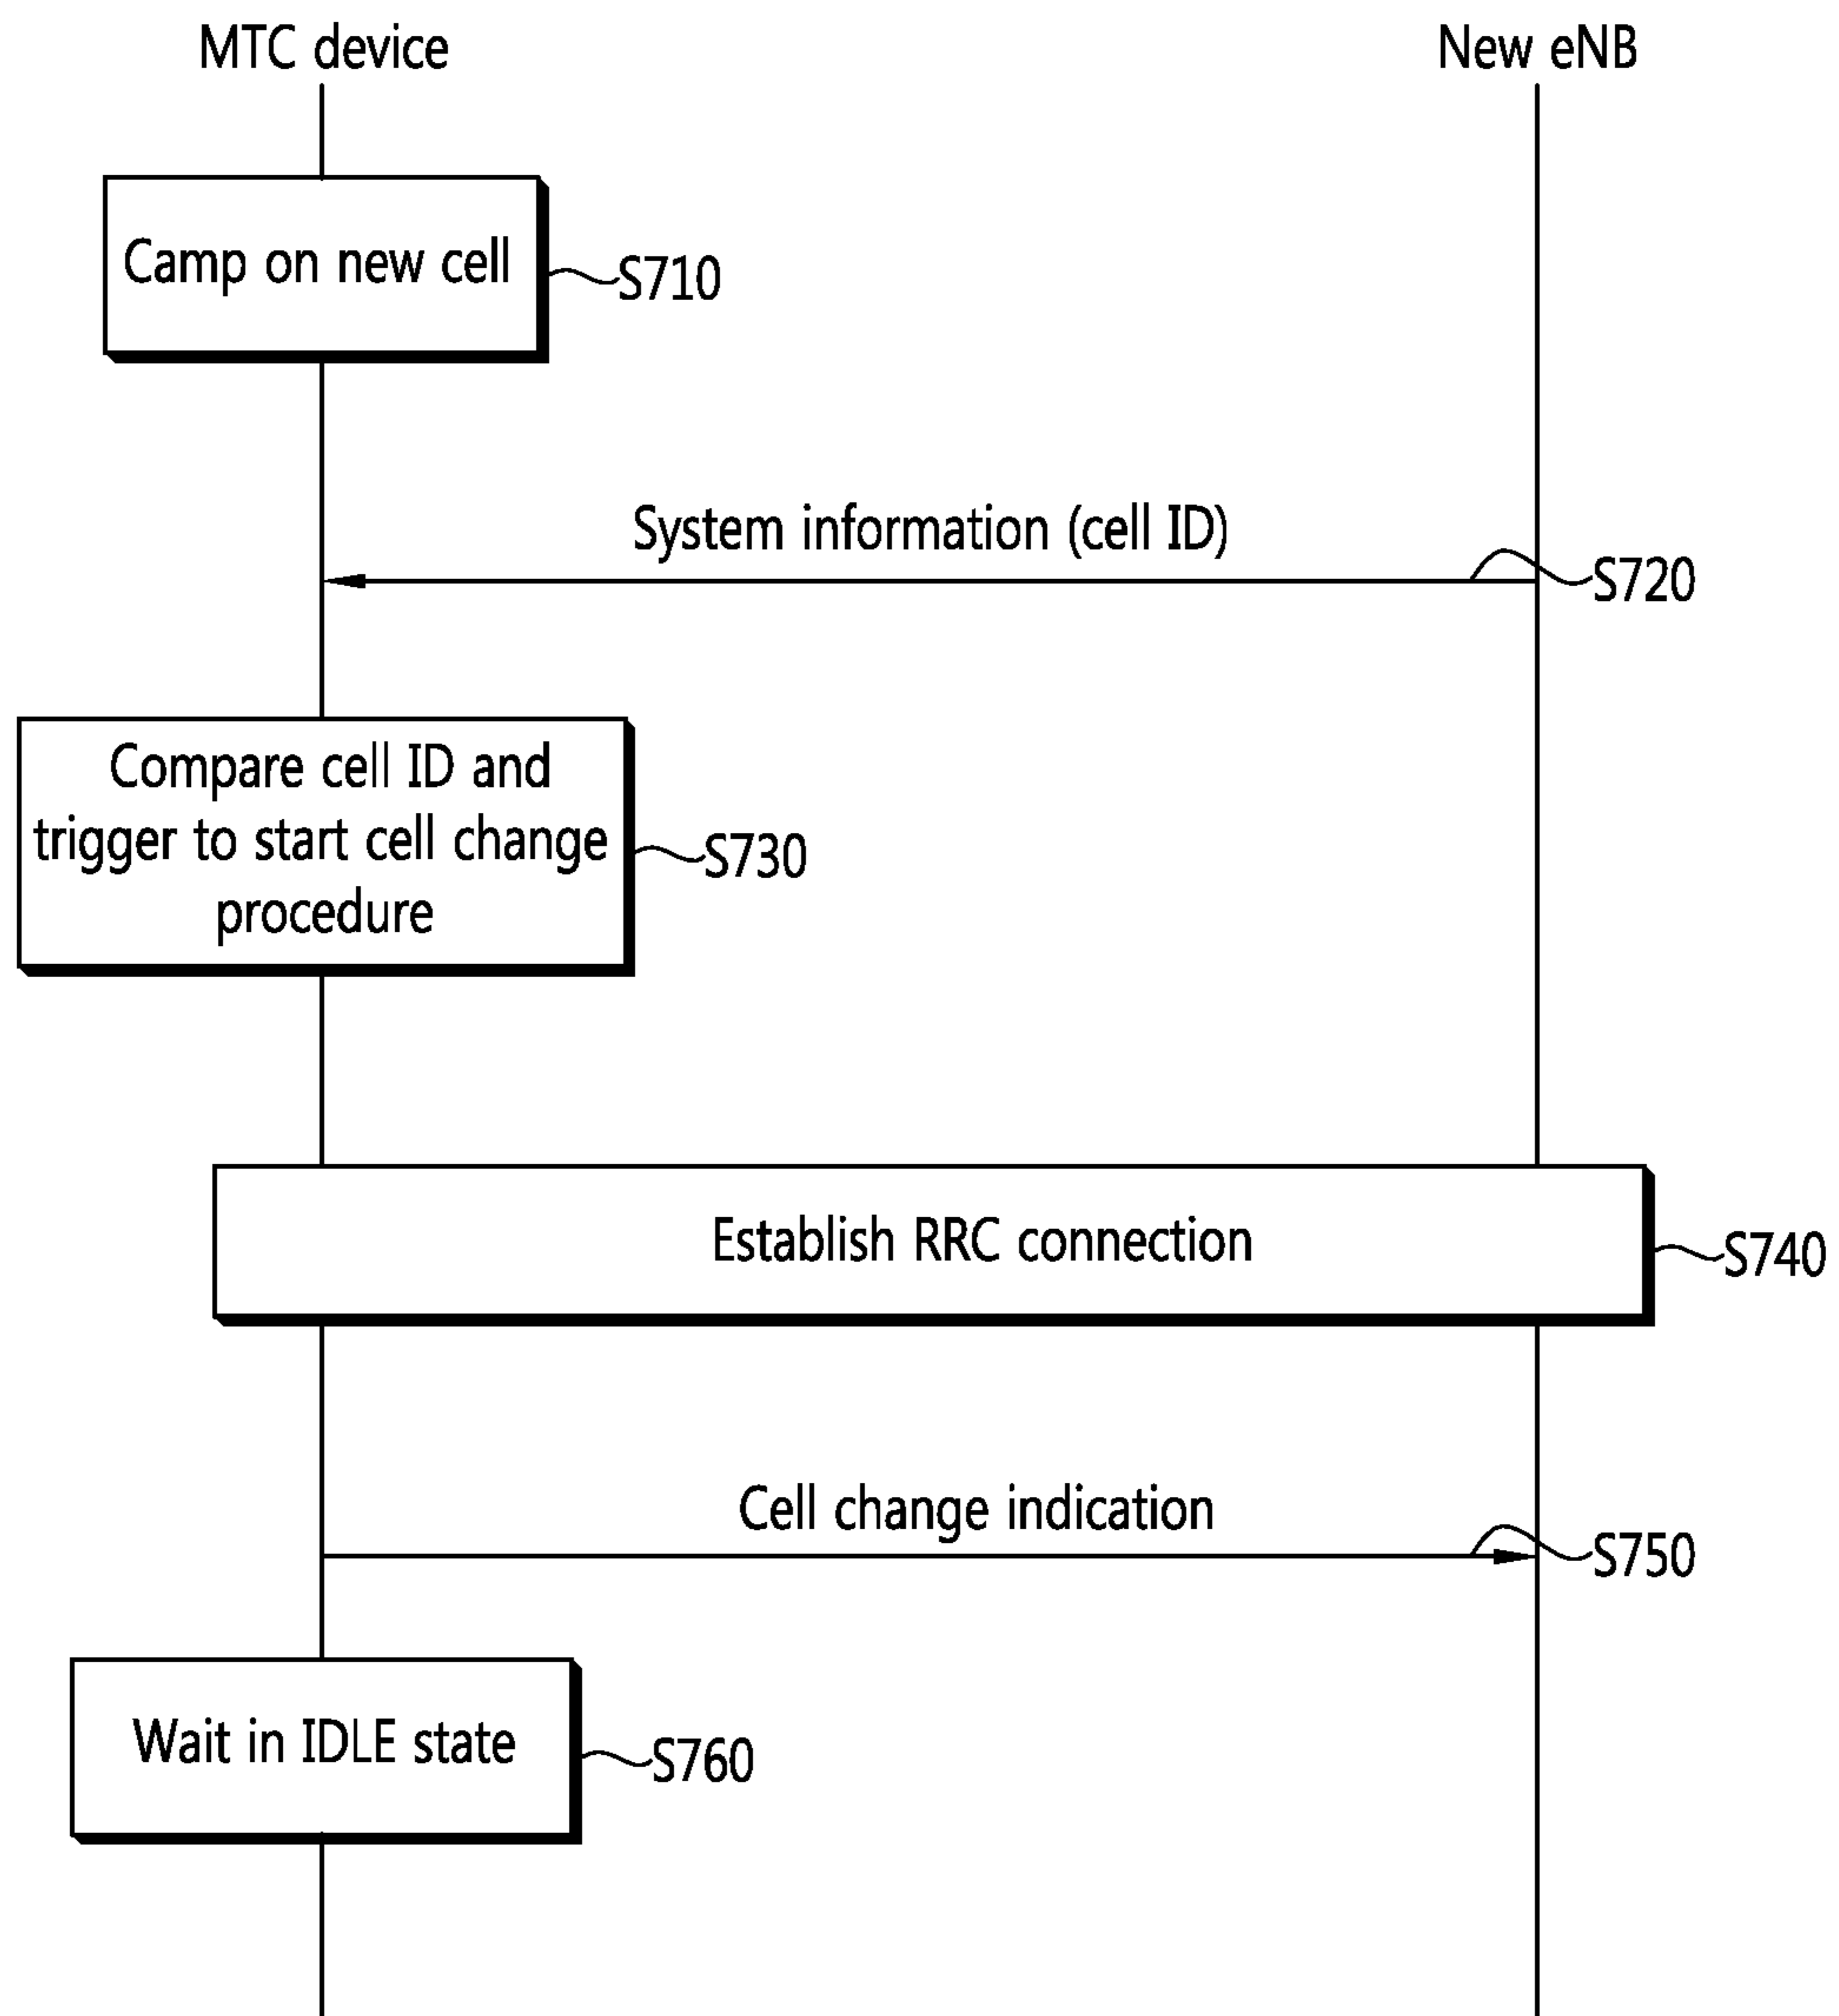 MTC device
New eNB
Camp on new cell
S710
System information (cell ID)
S720
Compare cell ID and
trigger to start cell change
procedure
S730
Establish RRC connection
S740
Cell change indication
S750
Wait in IDLE state
S760